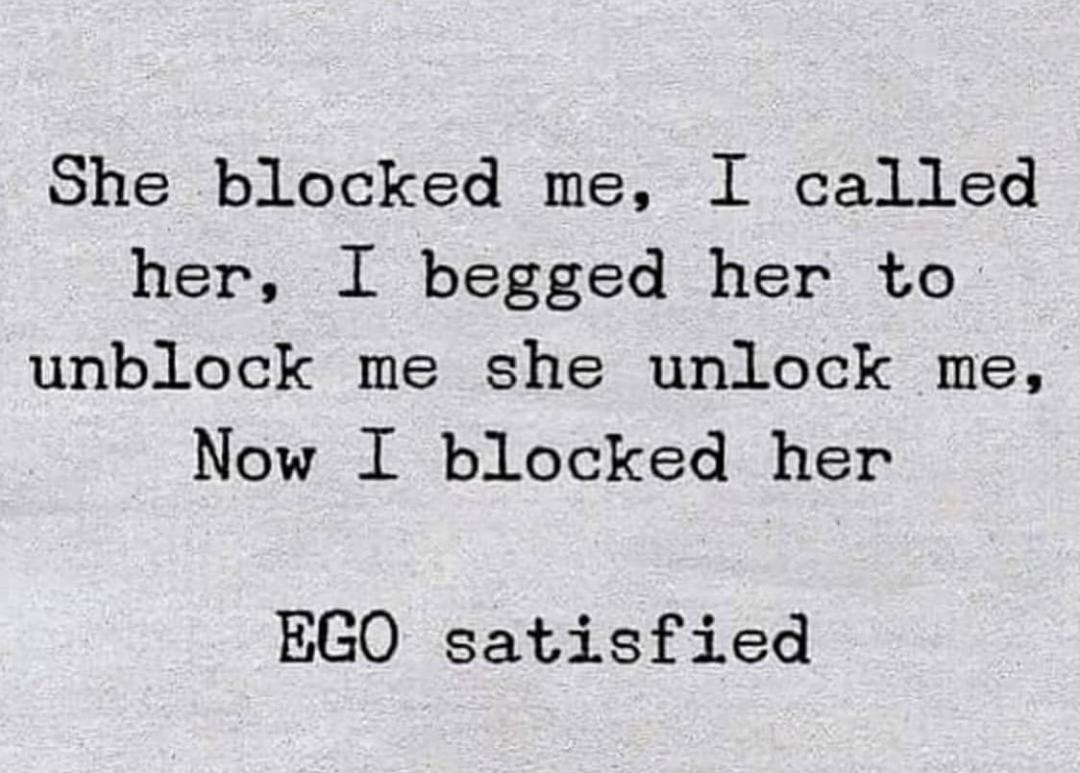 She blocked me, I called
her, I begged her to
unblock me she unlock me,
Now I blocked her
EGO satisfied